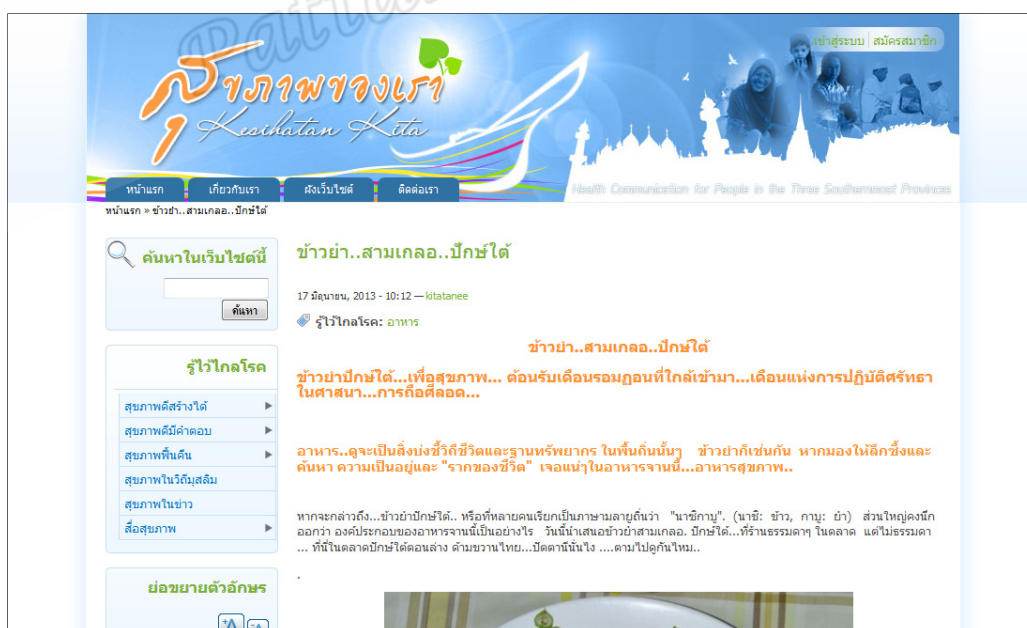 เข้าสู่ระบบ | สมัครสมาชิก
สุขภาพของเรา
Kesihatan Kita
หน้าแรก เกี่ยวกับเรา ผังเว็บไซต์ ติดต่อเรา
Health Communication for People in the Three Southernmost Provinces
หน้าแรก » ข้าวยำ..สามเกลอ..ปักษ์ใต้
ค้นหาในเว็บไซต์นี้
ค้นหา
รู้ไว้ไกลโรค
สุขภาพดีสร้างได้
สุขภาพดีมีคำตอบ
สุขภาพพื้นถิ่น
สุขภาพในวิถีมุสลิม
สุขภาพในข่าว
สื่อสุขภาพ
ย่อขยายตัวอักษร
ข้าวยำ..สามเกลอ..ปักษ์ใต้
17 มิถุนายน, 2013 - 10:12 — kitatanee
รู้ไว้ไกลโรค: อาหาร
ข้าวยำ..สามเกลอ..ปักษ์ใต้
ข้าวยำปักษ์ใต้...เพื่อสุขภาพ... ต้อนรับเดือนรอมฎอนที่ใกล้เข้ามา...เดือนแห่งการปฏิบัติศรัทธา
ในศาสนา...การถือศีลอด...
อาหาร..ดูจะเป็นสิ่งบ่งชี้วิถีชีวิตและฐานทรัพยากร ในพื้นถิ่นนั้นๆ ข้าวยำก็เช่นกัน หากมองให้ลึกซึ้งและ
ค้นหา ความเป็นอยู่และ "รากของชีวิต" เจอแน่ๆในอาหารจานนี้...อาหารสุขภาพ..
หากจะกล่าวถึง...ข้าวยำปักษ์ใต้.. หรือที่หลายคนเรียกเป็นภาษามลายูถิ่นว่า "นาซิกาบู". (นาซิ: ข้าว, กาบู: ยำ) ส่วนใหญ่คงนึก
ออกว่า องค์ประกอบของอาหารจานนี้เป็นอย่างไร วันนี้นำเสนอข้าวยำสามเกลอ. ปักษ์ใต้...ที่ร้านธรรมดาๆ ในตลาด แต่ไม่ธรรมดา
... ที่นี่ในตลาดปักษ์ใต้ตอนล่าง ด้ามขวานไทย...ปัตตานีนั่นไง ....ตามไปดูกันไหม..
.